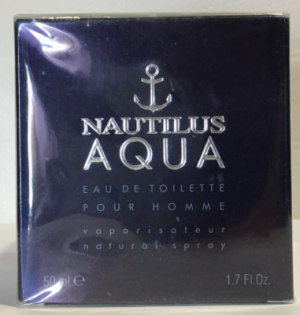 NAUTILUS
AQUA
EAU DE TOILETTE
POUR HOMME
vaporisateur
natural spray
50 ml ℮ 1.7 Fl.Oz.